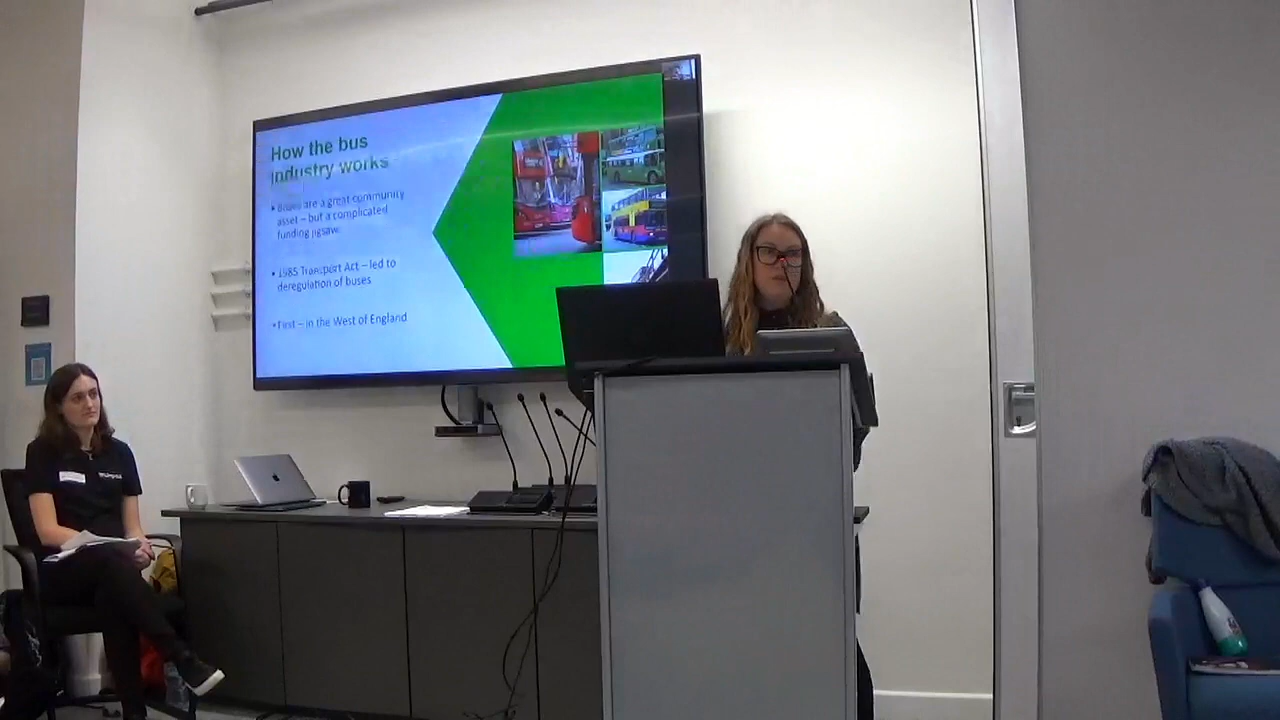 How the bus
industry works
• Buses are a great community
asset – but a complicated
funding jigsaw.
• 1985 Transport Act – led to
deregulation of buses
• First – in the West of England